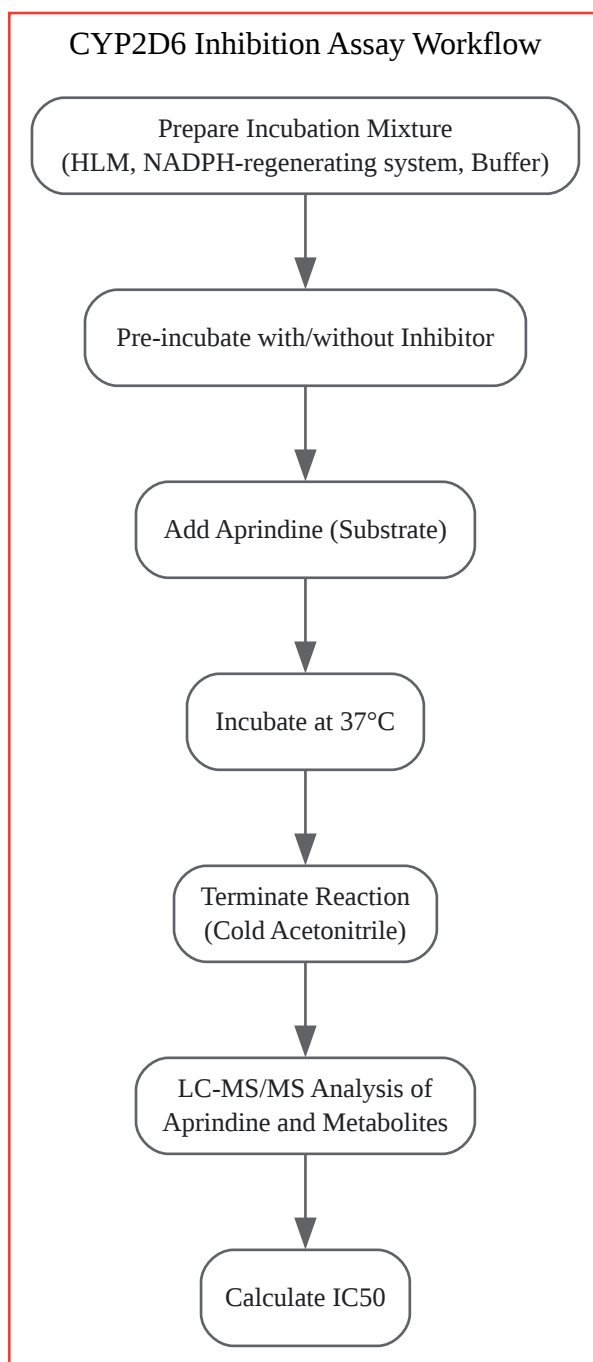 CYP2D6 Inhibition Assay Workflow
Prepare Incubation Mixture
(HLM, NADPH-regenerating system, Buffer)
Pre-incubate with/without Inhibitor
Add Aprindine (Substrate)
Incubate at 37°C
Terminate Reaction
(Cold Acetonitrile)
LC-MS/MS Analysis of
Aprindine and Metabolites
Calculate IC50